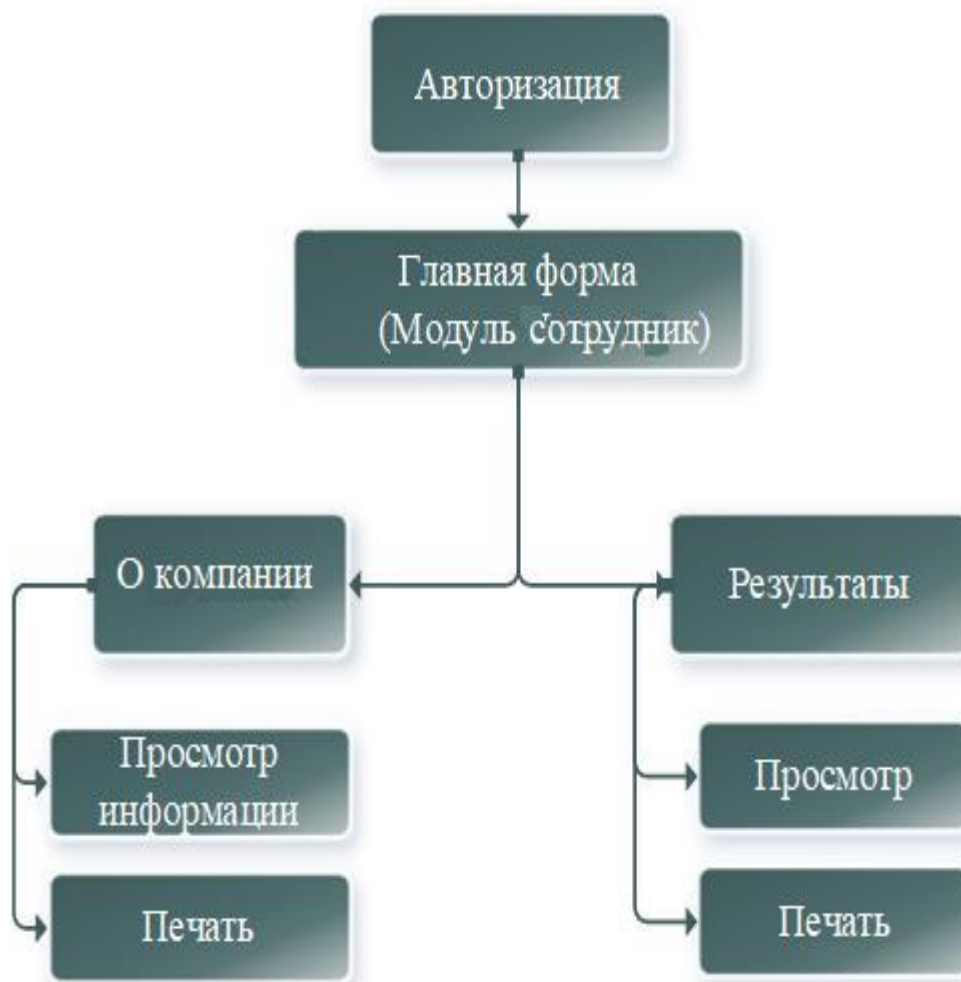 Авторизация
Главная форма
(Модуль сотрудник)
О компании
Результаты
Просмотр
информации
Просмотр
Печать
Печать